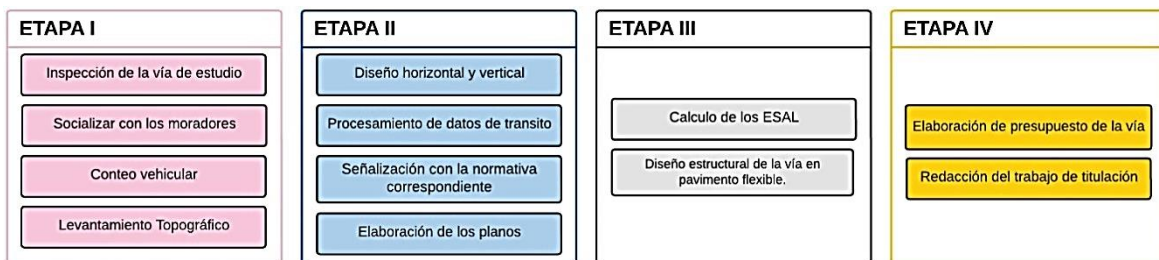 ETAPA I
Inspección de la vía de estudio
Socializar con los moradores
Conteo vehicular
Levantamiento Topográfico
ETAPA II
Diseño horizontal y vertical
Procesamiento de datos de transito
Señalización con la normativa
correspondiente
Elaboración de los planos
ETAPA III
Calculo de los ESAL
Diseño estructural de la vía en
pavimento flexible.
ETAPA IV
Elaboración de presupuesto de la vía
Redacción del trabajo de titulación